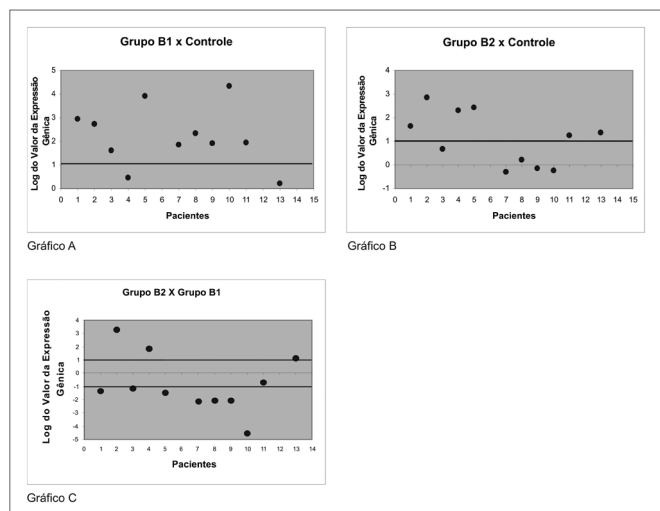 Grupo B1 x Controle
Log do Valor da Expressão
Gênica
5
4
3
2
1
0
0 1 2 3 4 5 6 7 8 9 10 11 12 13 14 15
Pacientes
Gráfico A
Grupo B2 x Controle
Log do Valor da Expressão
Gênica
4
3
2
1
0
-1
0 1 2 3 4 5 6 7 8 9 10 11 12 13 14 15
Pacientes
Gráfico B
Grupo B2 X Grupo B1
Log do Valor da Expressão
Gênica
4
3
2
1
0
-1
-2
-3
-4
-5
0 1 2 3 4 5 6 7 8 9 10 11 12 13 14
Pacientes
Gráfico C